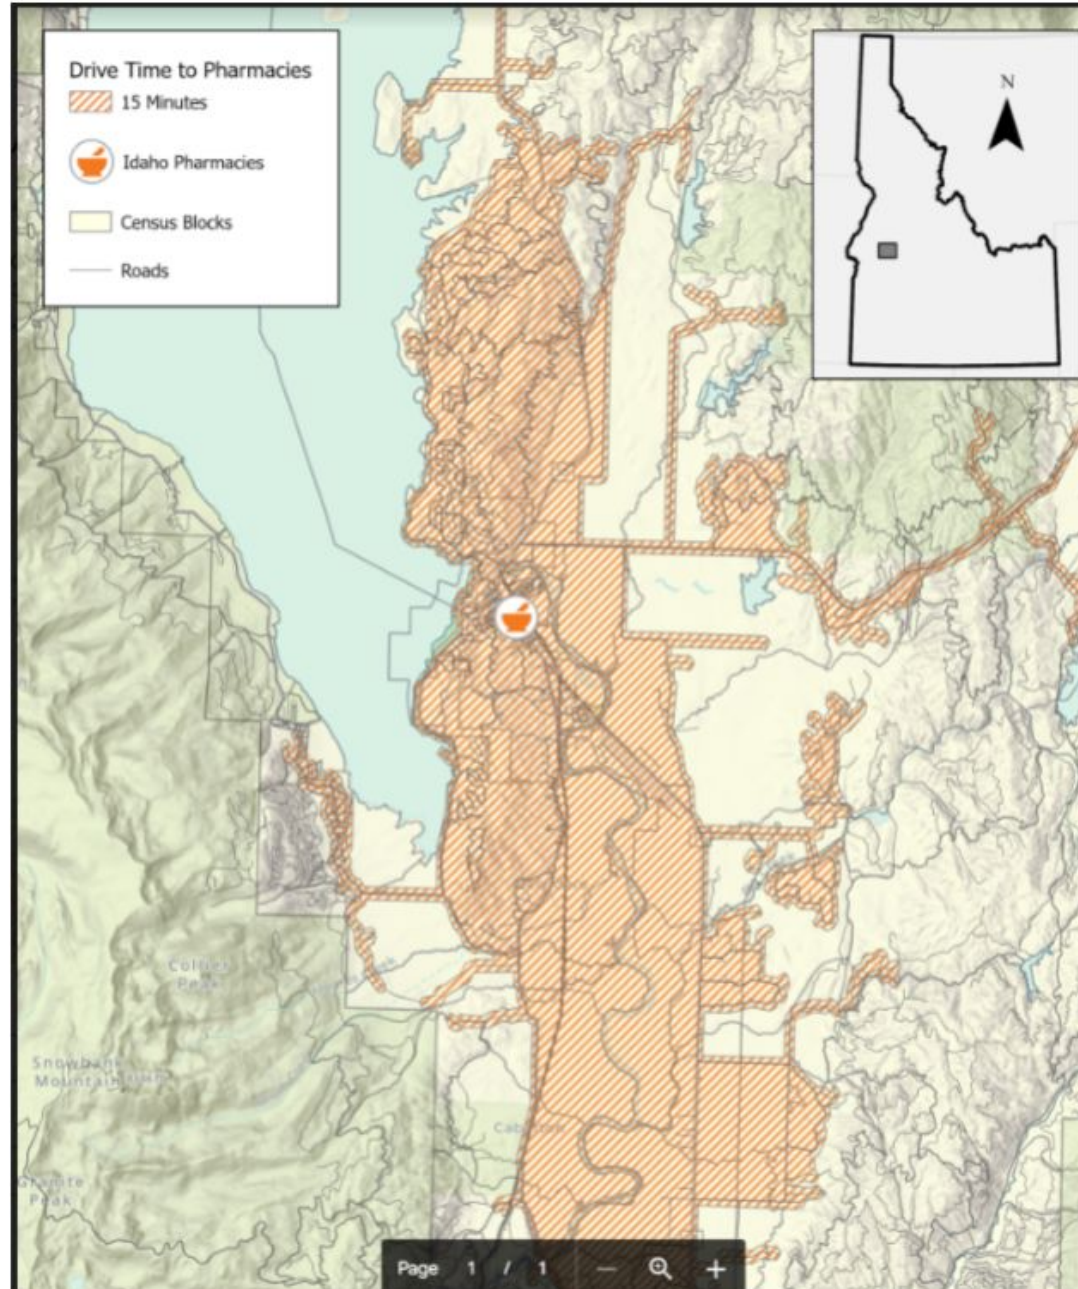 Drive Time to Pharmacies
15 Minutes
Idaho Pharmacies
Census Blocks
Roads
N
Collier
Peak
Snowbank
Mountain
Granite
Peak
Page 1 / 1